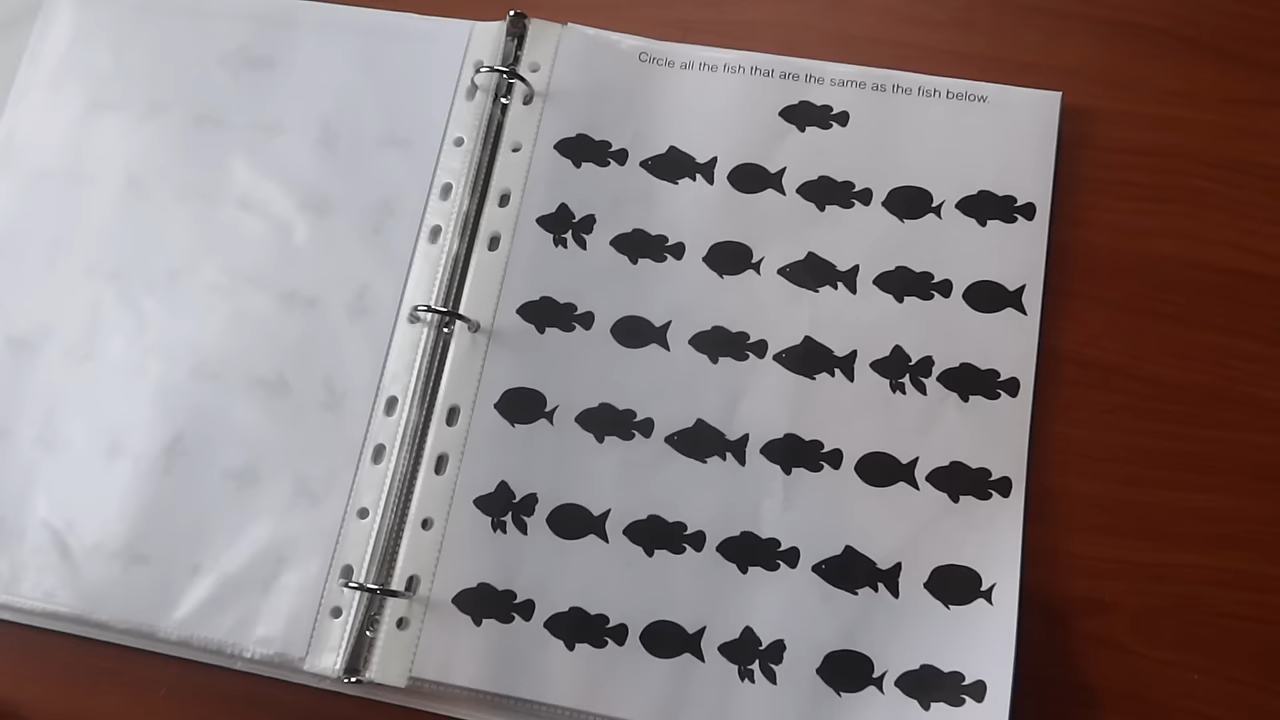 Circle all the fish that are the same as the fish below.